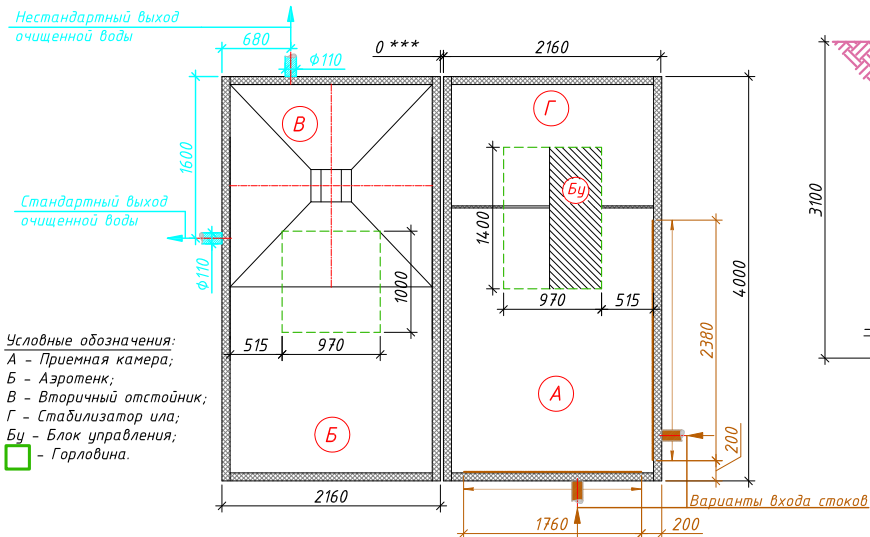 Нестандартный выход
очищенной воды
680
Ф110
0 ***
2160
В
Г
1600
Бу
1400
3100
Стандартный выход
очищенной воды
Ф110
1000
4000
970
515
2380
515
970
Условные обозначения:
А - Приемная камера;
Б - Аэротенк;
В - Вторичный отстойник;
Г - Стабилизатор ила;
Бу - Блок управления;
- Горловина.
А
Б
200
2160
Варианты входа стоков
1760
200